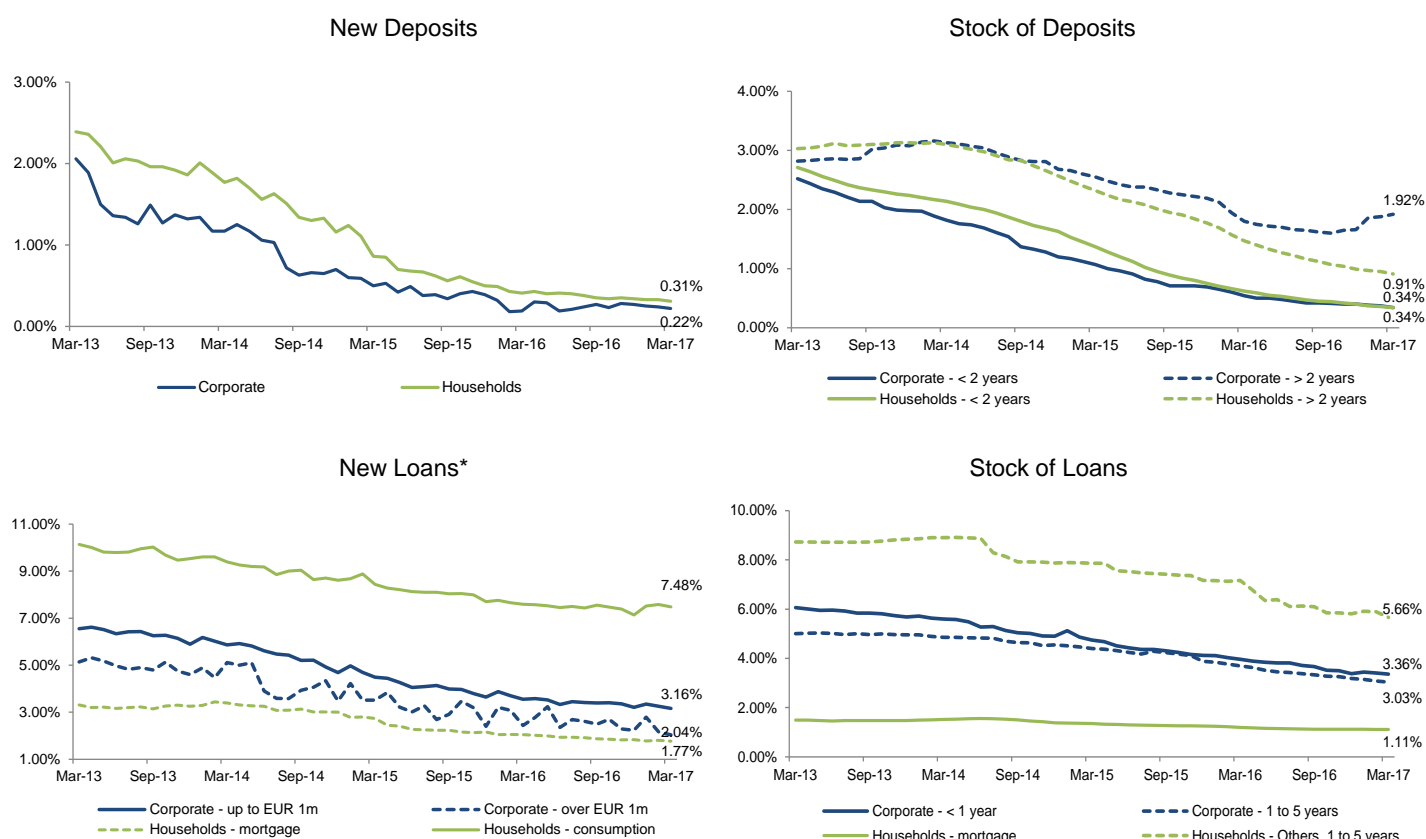 New Deposits
3.00%
2.00%
1.00%
0.00%
0.31%
0.22%
Mar-13 Sep-13 Mar-14 Sep-14 Mar-15 Sep-15 Mar-16 Sep-16 Mar-17
Corporate Households
Stock of Deposits
4.00%
3.00%
2.00%
1.00%
0.00%
1.92%
0.91%
0.34%
0.34%
Mar-13 Sep-13 Mar-14 Sep-14 Mar-15 Sep-15 Mar-16 Sep-16 Mar-17
Corporate - < 2 years Corporate - > 2 years
Households - < 2 years Households - > 2 years
New Loans*
11.00%
9.00%
7.00%
5.00%
3.00%
1.00%
7.48%
3.16%
2.04%
1.77%
Mar-13 Sep-13 Mar-14 Sep-14 Mar-15 Sep-15 Mar-16 Sep-16 Mar-17
Corporate - up to EUR 1m Corporate - over EUR 1m
Households - mortgage Households - consumption
Stock of Loans
10.00%
8.00%
6.00%
4.00%
2.00%
0.00%
5.66%
3.36%
3.03%
1.11%
Mar-13 Sep-13 Mar-14 Sep-14 Mar-15 Sep-15 Mar-16 Sep-16 Mar-17
Corporate - < 1 year Corporate - 1 to 5 years
Households - mortgage Households - Others, 1 to 5 years